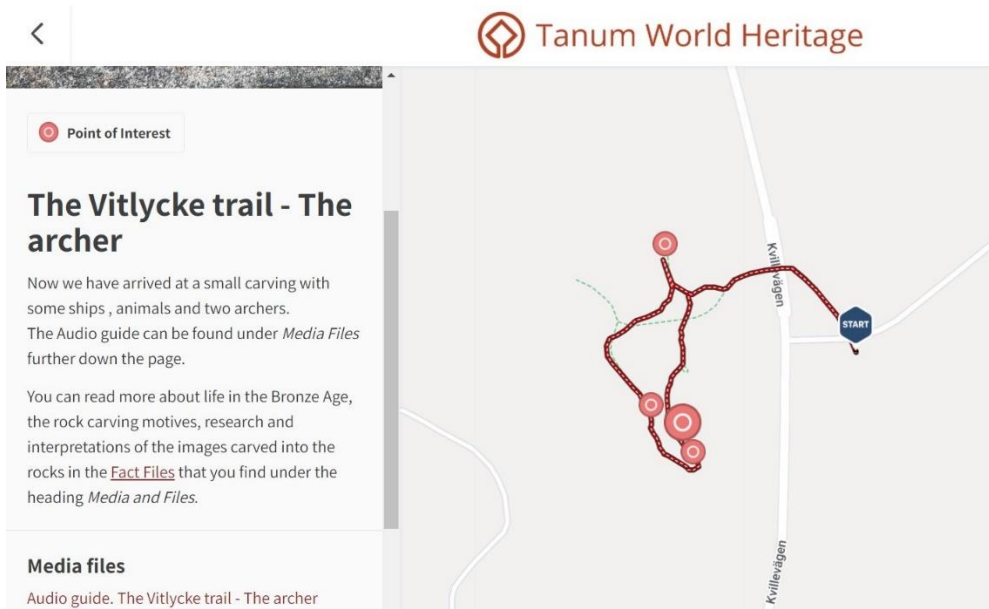 Tanum World Heritage
Point of Interest
The Vitlycke trail - The
archer
Now we have arrived at a small carving with
some ships , animals and two archers.
The Audio guide can be found under Media Files
further down the page.
You can read more about life in the Bronze Age,
the rock carving motives, research and
interpretations of the images carved into the
rocks in the Fact Files that you find under the
heading Media and Files.
Media files
Audio guide. The Vitlycke trail - The archer
Kvillevägen
START
Kvillevägen